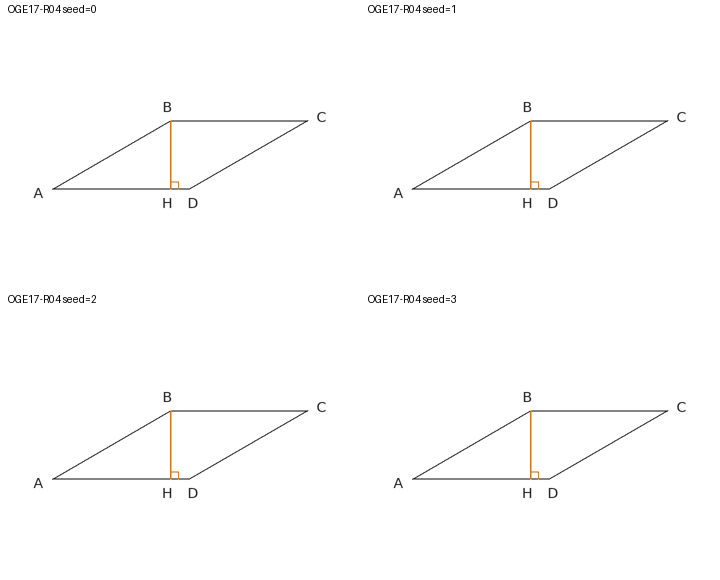 OGE17-R04 seed=0
B
C
A
H D
OGE17-R04 seed=1
B
C
A
H D
OGE17-R04 seed=2
B
C
A
H D
OGE17-R04 seed=3
B
C
A
H D